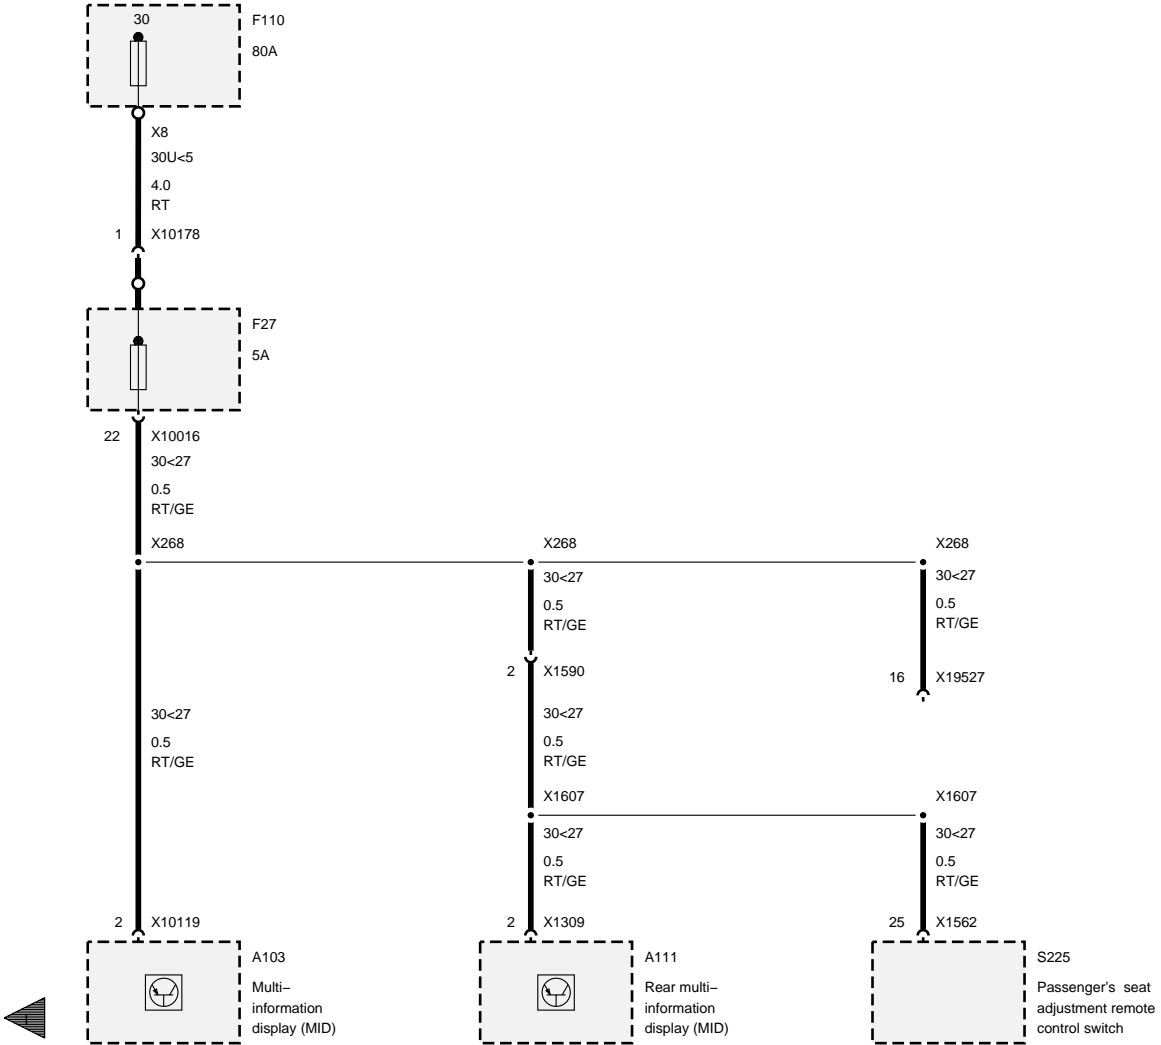 30
F110
80A
X8
30U<5
4.0
RT
1 X10178
F27
5A
22 X10016
30<27
0.5
RT/GE
X268 X268 X268
30<27 30<27
0.5 0.5
RT/GE RT/GE
2 X1590
16 X19527
30<27 30<27
0.5 0.5
RT/GE RT/GE
X1607 X1607
30<27 30<27
0.5 0.5
RT/GE RT/GE
2 X10119 2 X1309 25 X1562
A103
Multi–
information
display (MID)
A111
Rear multi–
information
display (MID)
S225
Passenger's seat
adjustment remote
control switch